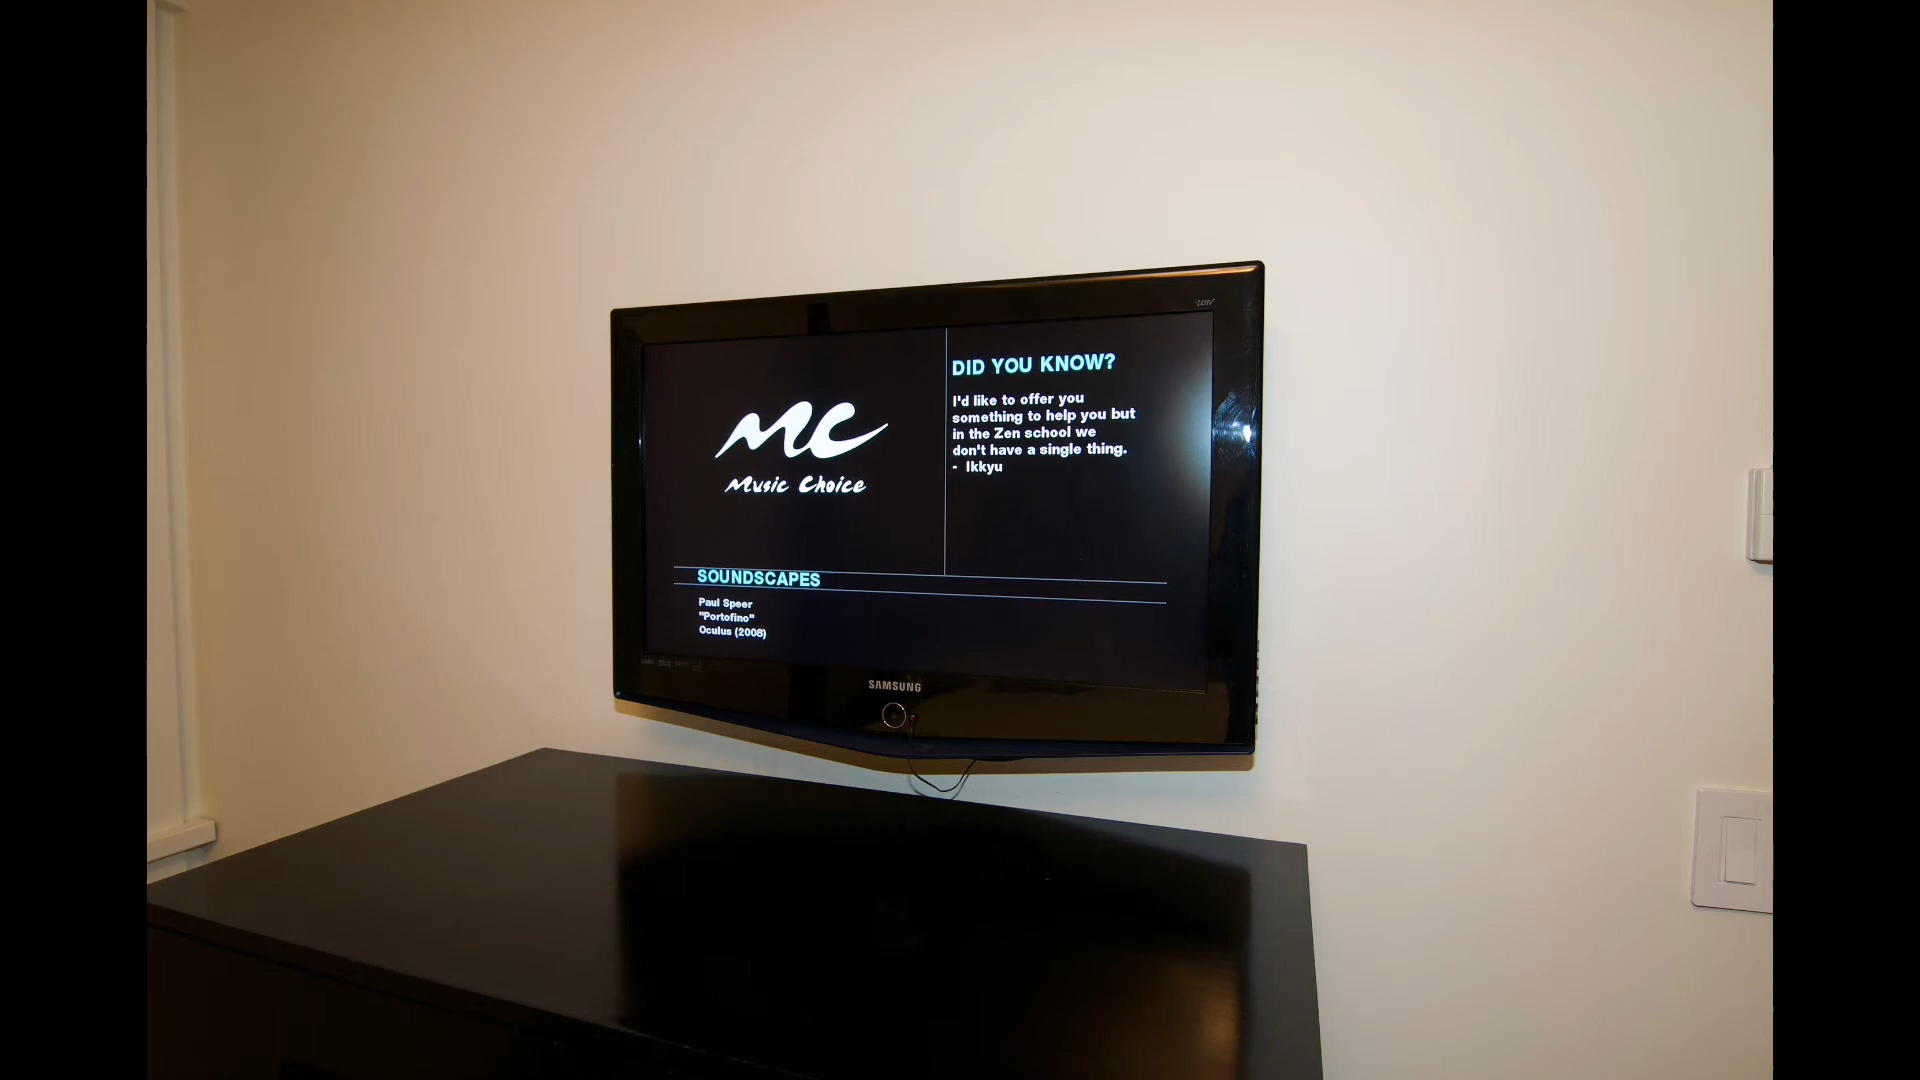 DID YOU KNOW?
I'd like to offer you
something to help you but
in the Zen school we
don't have a single thing.
- Ikkyu
MC
Music Choice
SOUNDSCAPES
Paul Speer
"Portofino"
Oculus (2008)
SAMSUNG